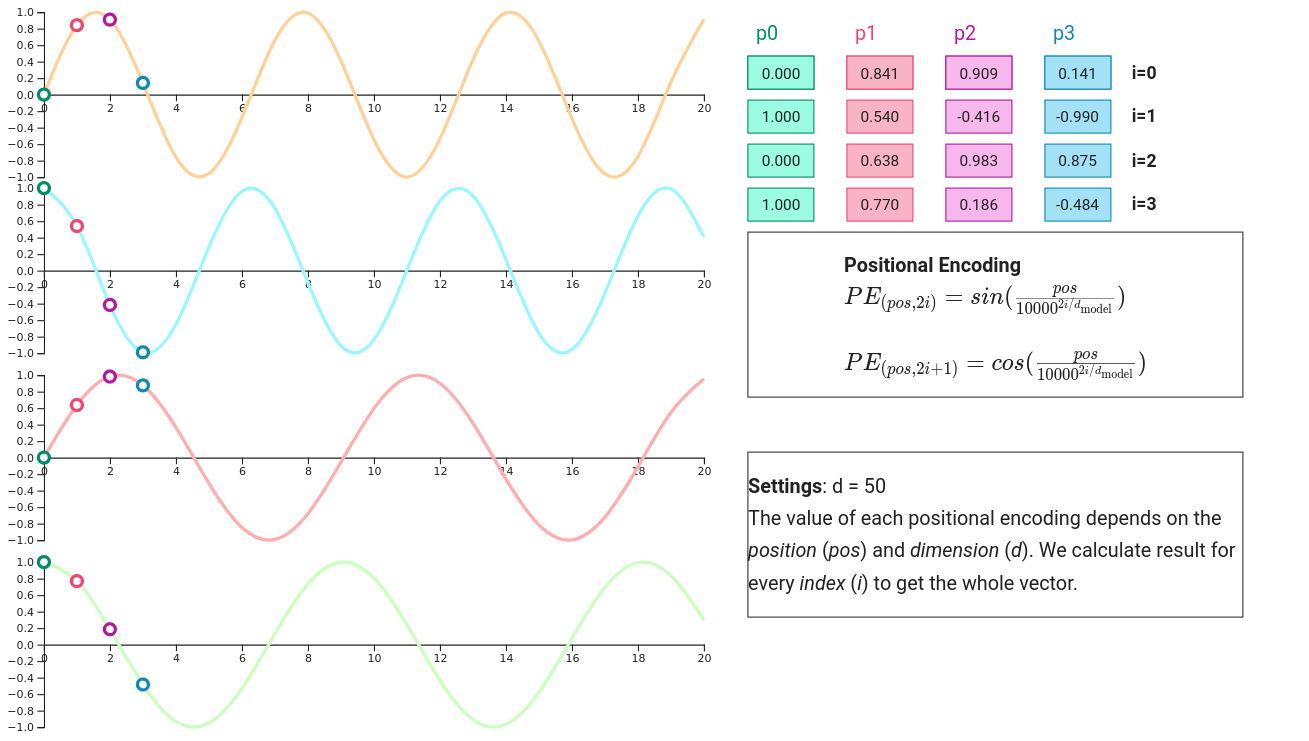 1.0
0.8
0.6
0.4
0.2
0.0
−0.2
−0.4
−0.6
−0.8
−1.0
0 2 4 6 8 10 12 14 16 18 20
1.0
0.8
0.6
0.4
0.2
0.0
−0.2
−0.4
−0.6
−0.8
−1.0
0 2 4 6 8 10 12 14 16 18 20
1.0
0.8
0.6
0.4
0.2
0.0
−0.2
−0.4
−0.6
−0.8
−1.0
0 2 4 6 8 10 12 14 16 18 20
1.0
0.8
0.6
0.4
0.2
0.0
−0.2
−0.4
−0.6
−0.8
−1.0
0 2 4 6 8 10 12 14 16 18 20
p0 p1 p2 p3
0.000 0.841 0.909 0.141 i=0
1.000 0.540 -0.416 -0.990 i=1
0.000 0.638 0.983 0.875 i=2
1.000 0.770 0.186 -0.484 i=3
Positional Encoding
PE_{(pos,2i)} = sin(\frac{pos}{10000^{2i/d_{model}}})
PE_{(pos,2i+1)} = cos(\frac{pos}{10000^{2i/d_{model}}})
Settings: d = 50
The value of each positional encoding depends on the
position (pos) and dimension (d). We calculate result for
every index (i) to get the whole vector.